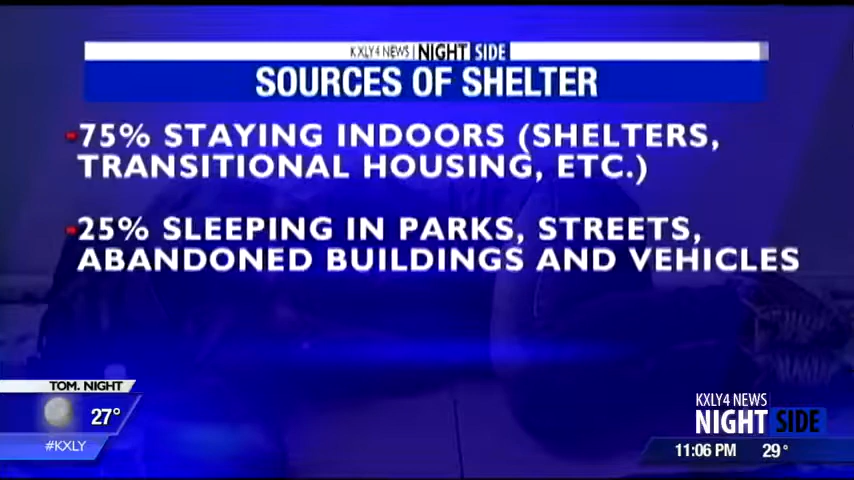 KXLY4 NEWS NIGHT SIDE
SOURCES OF SHELTER
-75% STAYING INDOORS (SHELTERS,
TRANSITIONAL HOUSING, ETC.)
-25% SLEEPING IN PARKS, STREETS,
ABANDONED BUILDINGS AND VEHICLES
TOM. NIGHT
27°
#KXLY
KXLY4 NEWS
NIGHT SIDE
11:06 PM 29°